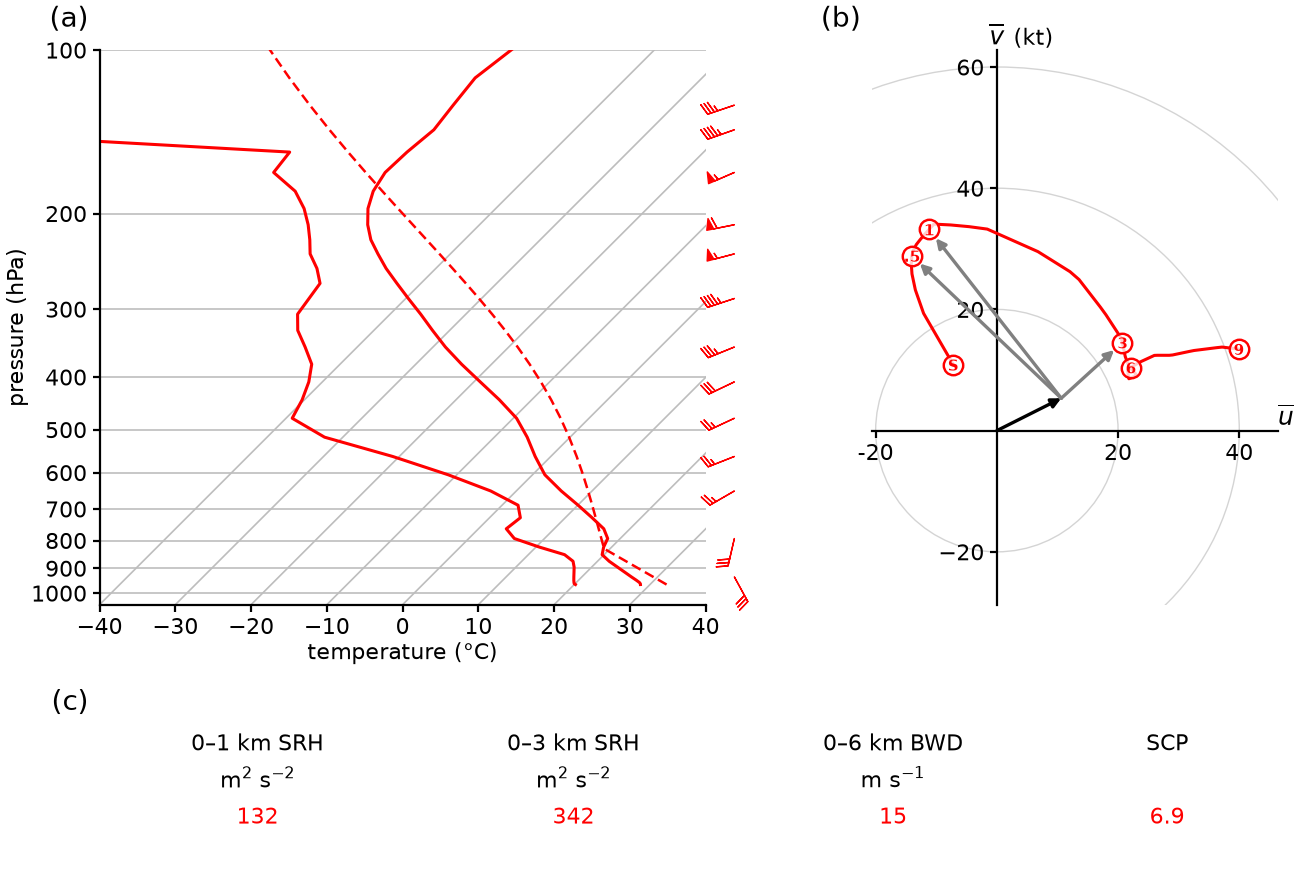 (a)
(b)
v̅ (kt)
100
200
300
400
500
600
700
800
900
1000
pressure (hPa)
−40
−30
−20
−10
0
10
20
30
40
temperature (°C)
60
40
20
−20
-20
20
40
u̅
S
.5
1
3
6
9
(c)
0–1 km SRH
0–3 km SRH
0–6 km BWD
SCP
m² s⁻²
m² s⁻²
m s⁻¹
132
342
15
6.9